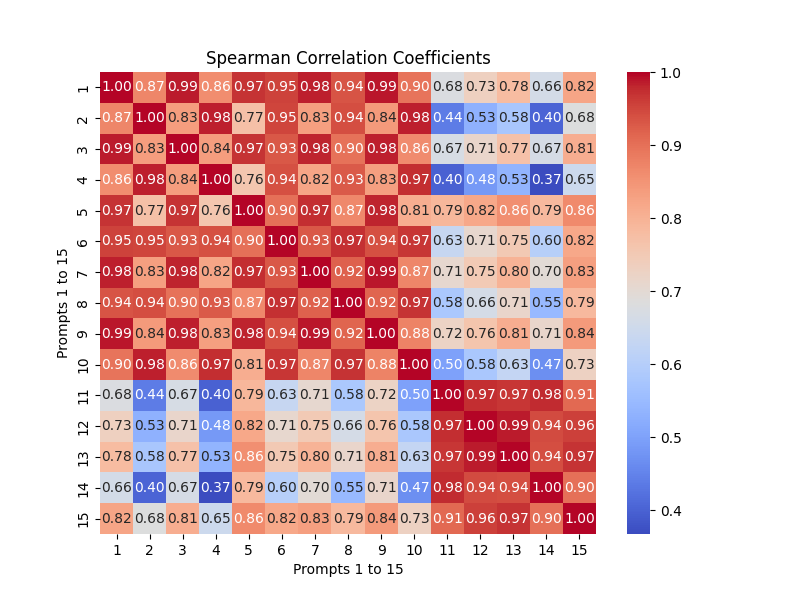 Spearman Correlation Coefficients
1 1.00 0.87 0.99 0.86 0.97 0.95 0.98 0.94 0.99 0.90 0.68 0.73 0.78 0.66 0.82
2 0.87 1.00 0.83 0.98 0.77 0.95 0.83 0.94 0.84 0.98 0.44 0.53 0.58 0.40 0.68
3 0.99 0.83 1.00 0.84 0.97 0.93 0.98 0.90 0.98 0.86 0.67 0.71 0.77 0.67 0.81
4 0.86 0.98 0.84 1.00 0.76 0.94 0.82 0.93 0.83 0.97 0.40 0.48 0.53 0.37 0.65
5 0.97 0.77 0.97 0.76 1.00 0.90 0.97 0.87 0.98 0.81 0.79 0.82 0.86 0.79 0.86
6 0.95 0.95 0.93 0.94 0.90 1.00 0.93 0.97 0.94 0.97 0.63 0.71 0.75 0.60 0.82
7 0.98 0.83 0.98 0.82 0.97 0.93 1.00 0.92 0.99 0.87 0.71 0.75 0.80 0.70 0.83
8 0.94 0.94 0.90 0.93 0.87 0.97 0.92 1.00 0.92 0.97 0.58 0.66 0.71 0.55 0.79
9 0.99 0.84 0.98 0.83 0.98 0.94 0.99 0.92 1.00 0.88 0.72 0.76 0.81 0.71 0.84
10 0.90 0.98 0.86 0.97 0.81 0.97 0.87 0.97 0.88 1.00 0.50 0.58 0.63 0.47 0.73
11 0.68 0.44 0.67 0.40 0.79 0.63 0.71 0.58 0.72 0.50 1.00 0.97 0.97 0.98 0.91
12 0.73 0.53 0.71 0.48 0.82 0.71 0.75 0.66 0.76 0.58 0.97 1.00 0.99 0.94 0.96
13 0.78 0.58 0.77 0.53 0.86 0.75 0.80 0.71 0.81 0.63 0.97 0.99 1.00 0.94 0.97
14 0.66 0.40 0.67 0.37 0.79 0.60 0.70 0.55 0.71 0.47 0.98 0.94 0.94 1.00 0.90
15 0.82 0.68 0.81 0.65 0.86 0.82 0.83 0.79 0.84 0.73 0.91 0.96 0.97 0.90 1.00
1 2 3 4 5 6 7 8 9 10 11 12 13 14 15
Prompts 1 to 15
Prompts 1 to 15
1.0
0.9
0.8
0.7
0.6
0.5
0.4